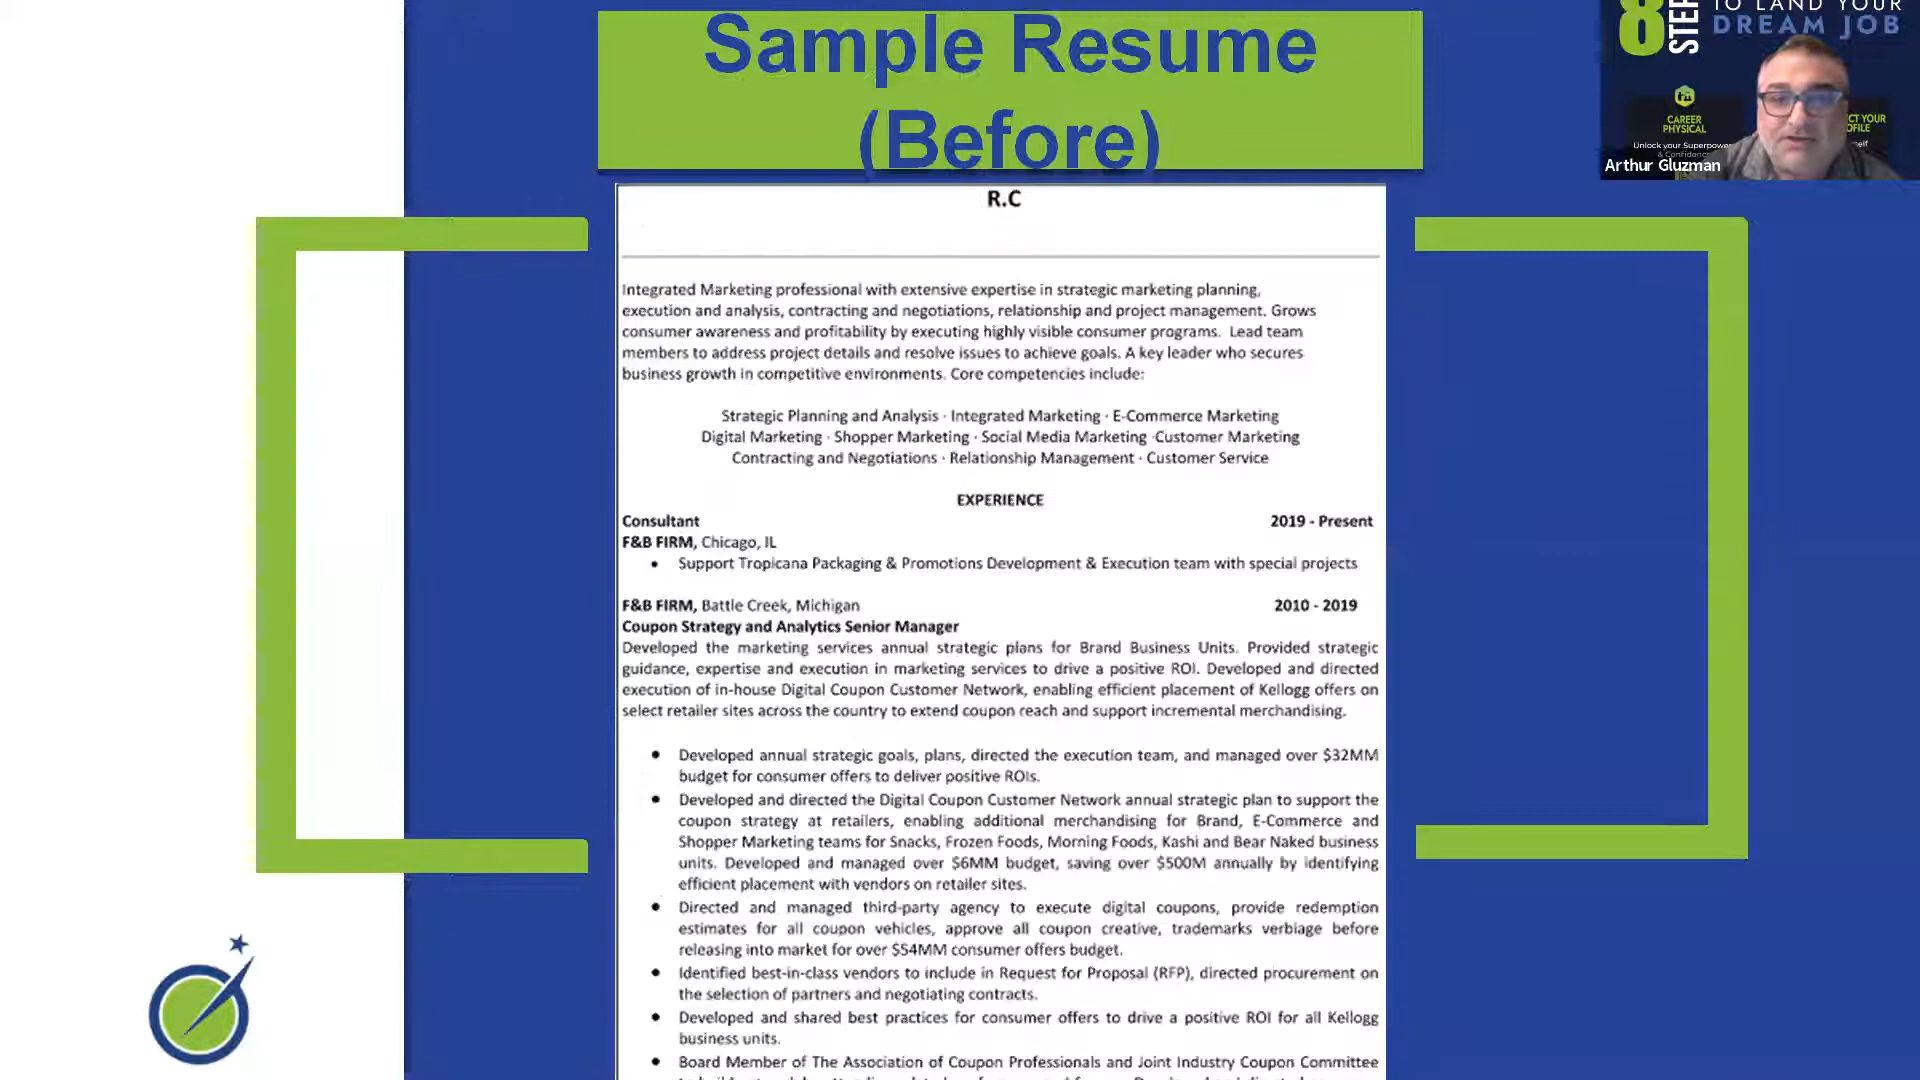 Sample Resume
(Before)
8 STEP
TO LAND YOUR
DREAM JOB
CAREER
PHYSICAL
Unlock your Superpower
& Confidence
Arthur Gluzman
R.C
Integrated Marketing professional with extensive expertise in strategic marketing planning,
execution and analysis, contracting and negotiations, relationship and project management. Grows
consumer awareness and profitability by executing highly visible consumer programs. Lead team
members to address project details and resolve issues to achieve goals. A key leader who secures
business growth in competitive environments. Core competencies include:
Strategic Planning and Analysis · Integrated Marketing · E-Commerce Marketing
Digital Marketing · Shopper Marketing · Social Media Marketing ·Customer Marketing
Contracting and Negotiations · Relationship Management · Customer Service
EXPERIENCE
Consultant 2019 - Present
F&B FIRM, Chicago, IL
• Support Tropicana Packaging & Promotions Development & Execution team with special projects
F&B FIRM, Battle Creek, Michigan 2010 - 2019
Coupon Strategy and Analytics Senior Manager
Developed the marketing services annual strategic plans for Brand Business Units. Provided strategic
guidance, expertise and execution in marketing services to drive a positive ROI. Developed and directed
execution of in-house Digital Coupon Customer Network, enabling efficient placement of Kellogg offers on
select retailer sites across the country to extend coupon reach and support incremental merchandising.
• Developed annual strategic goals, plans, directed the execution team, and managed over $32MM
budget for consumer offers to deliver positive ROIs.
• Developed and directed the Digital Coupon Customer Network annual strategic plan to support the
coupon strategy at retailers, enabling additional merchandising for Brand, E-Commerce and
Shopper Marketing teams for Snacks, Frozen Foods, Morning Foods, Kashi and Bear Naked business
units. Developed and managed over $6MM budget, saving over $500M annually by identifying
efficient placement with vendors on retailer sites.
• Directed and managed third-party agency to execute digital coupons, provide redemption
estimates for all coupon vehicles, approve all coupon creative, trademarks verbiage before
releasing into market for over $54MM consumer offers budget.
• Identified best-in-class vendors to include in Request for Proposal (RFP), directed procurement on
the selection of partners and negotiating contracts.
• Developed and shared best practices for consumer offers to drive a positive ROI for all Kellogg
business units.
• Board Member of The Association of Coupon Professionals and Joint Industry Coupon Committee